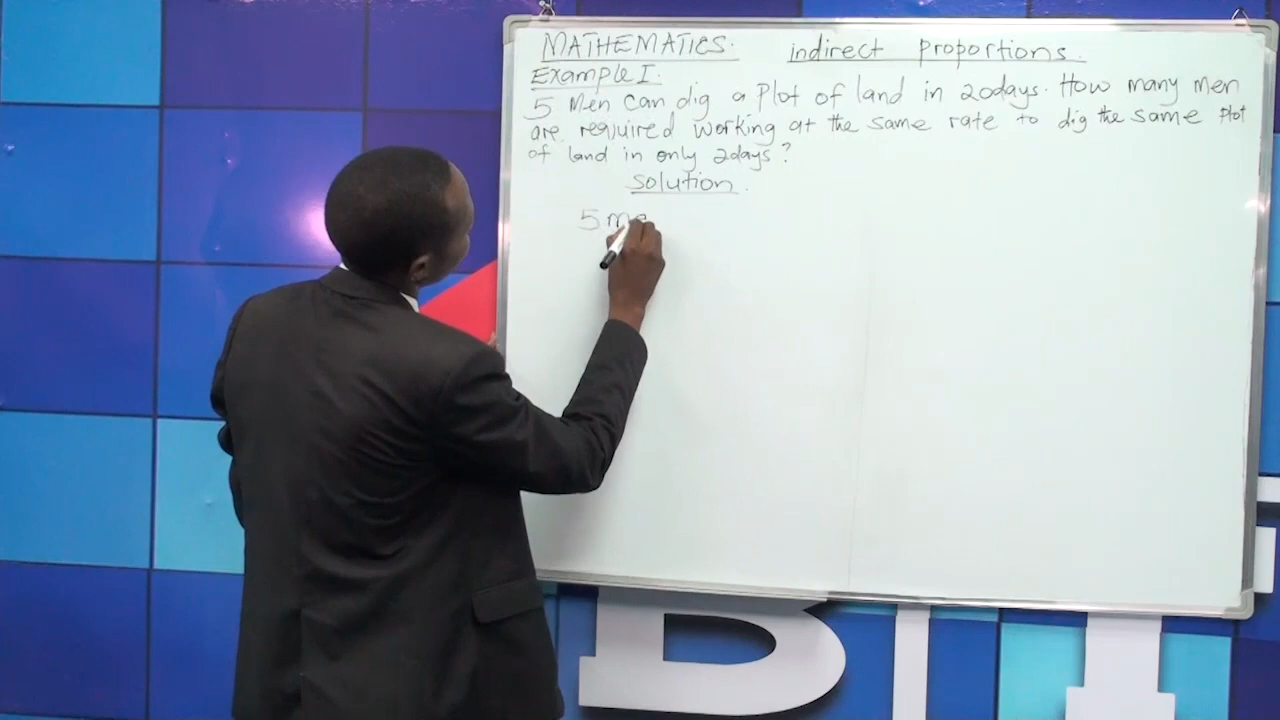 MATHEMATICS. indirect proportions.
Example I.
5 Men can dig a Plot of land in 20days. How many men
are required working at the same rate to dig the same plot
of land in only 2days?
Solution.
5 me
B